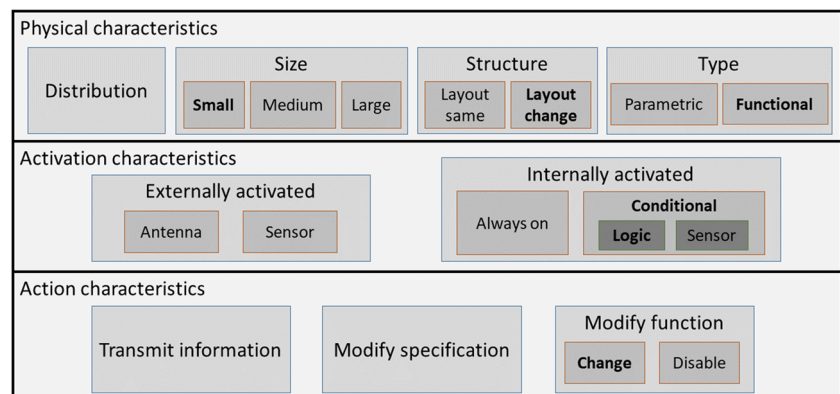 Physical characteristics
Distribution
Size
Small
Medium
Large
Structure
Layout
same
Layout
change
Type
Parametric
Functional
Activation characteristics
Externally activated
Antenna
Sensor
Internally activated
Always on
Conditional
Logic
Sensor
Action characteristics
Transmit information
Modify specification
Modify function
Change
Disable